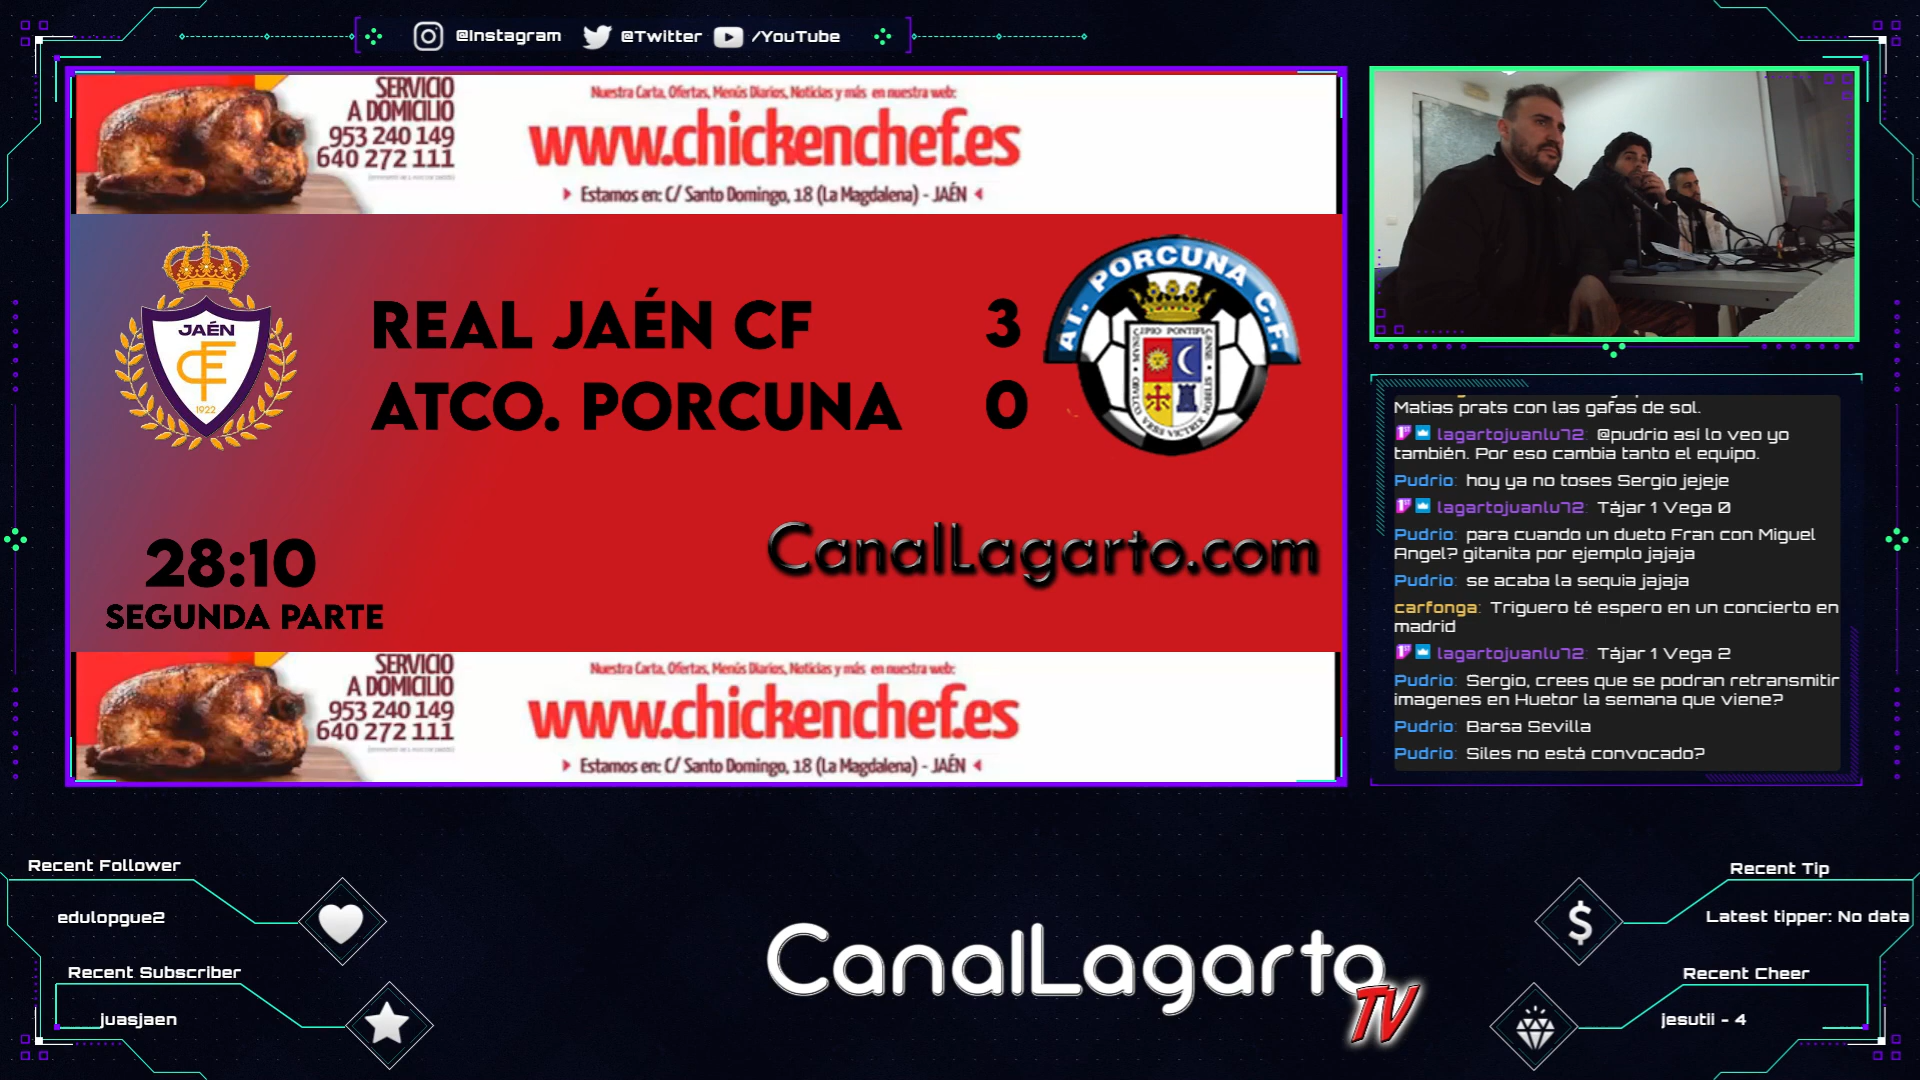 @Instagram
@Twitter
/YouTube
SERVICIO
A DOMICILIO
953 240 149
640 272 111
Nuestra Carta, Ofertas, Menús Diarios, Noticias y más en nuestra web:
www.chickenchef.es
Estamos en: C/ Santo Domingo, 18 (La Magdalena) - JAÉN
JAÉN
CF
1922
REAL JAÉN CF 3
ATCO. PORCUNA 0
AT. PORCUNA C.F.
28:10
SEGUNDA PARTE
CanalLagarto.com
SERVICIO
A DOMICILIO
953 240 149
640 272 111
Nuestra Carta, Ofertas, Menús Diarios, Noticias y más en nuestra web:
www.chickenchef.es
Estamos en: C/ Santo Domingo, 18 (La Magdalena) - JAÉN
Matias prats con las gafas de sol.
lagartojuanlu72: @pudrio asi lo veo yo
también. Por eso cambia tanto el equipo.
Pudrio: hoy ya no toses Sergio jejeje
lagartojuanlu72: Tájar 1 Vega 0
Pudrio: para cuando un dueto Fran con Miguel
Angel? gitanita por ejemplo jajaja
Pudrio: se acaba la sequia jajaja
carfonga: Triguero té espero en un concierto en
madrid
lagartojuanlu72: Tájar 1 Vega 2
Pudrio: Sergio, crees que se podran retransmitir
imagenes en Huetor la semana que viene?
Pudrio: Barsa Sevilla
Pudrio: Siles no está convocado?
Recent Follower
edulopgue2
Recent Subscriber
juasjaen
CanalLagarto
TV
Recent Tip
Latest tipper: No data
Recent Cheer
jesutii - 4